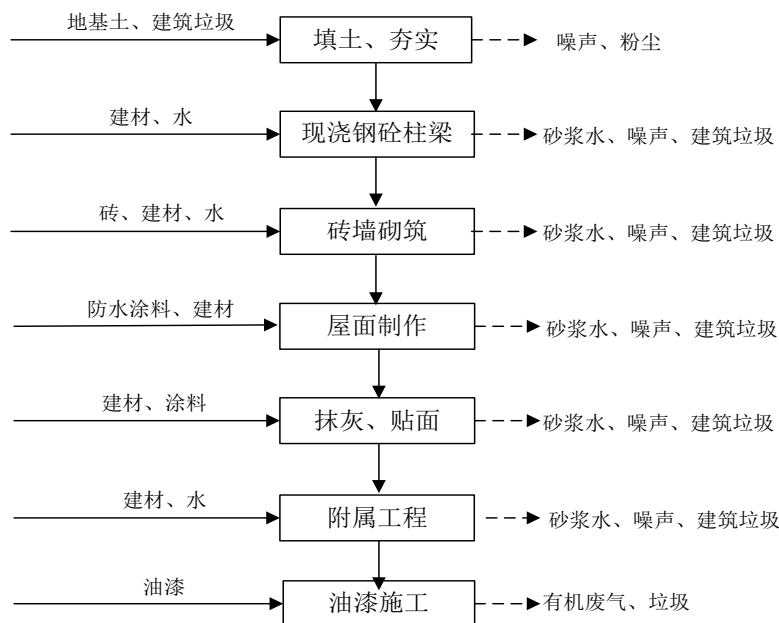 地基土、建筑垃圾
填土、夯实
噪声、粉尘
建材、水
现浇钢砼柱梁
砂浆水、噪声、建筑垃圾
砖、建材、水
砖墙砌筑
砂浆水、噪声、建筑垃圾
防水涂料、建材
屋面制作
砂浆水、噪声、建筑垃圾
建材、涂料
抹灰、贴面
砂浆水、噪声、建筑垃圾
建材、水
附属工程
砂浆水、噪声、建筑垃圾
油漆
油漆施工
有机废气、垃圾